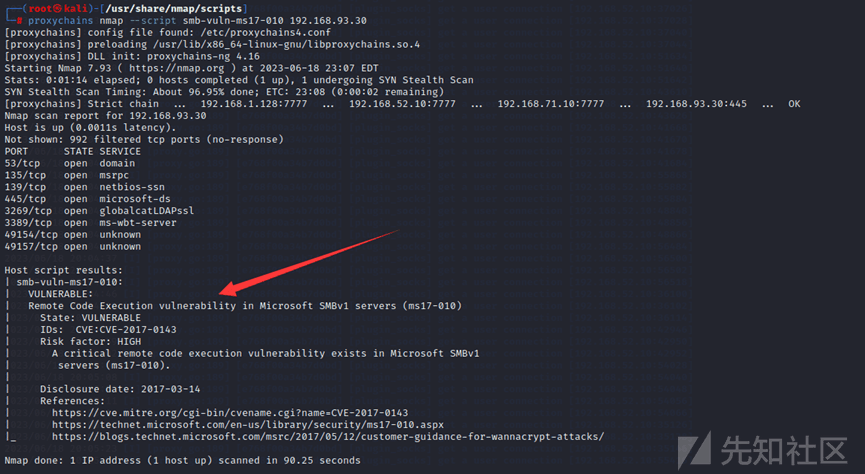 ┌──(root㉿kali)-[/usr/share/nmap/scripts]
└─# proxychains nmap --script smb-vuln-ms17-010 192.168.93.30
[proxychains] config file found: /etc/proxychains4.conf
[proxychains] preloading /usr/lib/x86_64-linux-gnu/libproxychains.so.4
[proxychains] DLL init: proxychains-ng 4.16
Starting Nmap 7.93 ( https://nmap.org ) at 2023-06-18 23:07 EDT
Stats: 0:01:14 elapsed; 0 hosts completed (1 up), 1 undergoing SYN Stealth Scan
SYN Stealth Scan Timing: About 96.95% done; ETC: 23:08 (0:00:02 remaining)
[proxychains] Strict chain  ...  192.168.1.128:7777  ...  192.168.52.10:7777  ...  192.168.71.10:7777  ...  192.168.93.30:445  ...  OK
Nmap scan report for 192.168.93.30
Host is up (0.0011s latency).
Not shown: 992 filtered tcp ports (no-response)
PORT      STATE SERVICE
53/tcp    open  domain
135/tcp   open  msrpc
139/tcp   open  netbios-ssn
445/tcp   open  microsoft-ds
3269/tcp  open  globalcatLDAPssl
3389/tcp  open  ms-wbt-server
49154/tcp open  unknown
49157/tcp open  unknown
Host script results:
| smb-vuln-ms17-010:
|   VULNERABLE:
|   Remote Code Execution vulnerability in Microsoft SMBv1 servers (ms17-010)
|     State: VULNERABLE
|     IDs:  CVE:CVE-2017-0143
|     Risk factor: HIGH
|       A critical remote code execution vulnerability exists in Microsoft SMBv1
|        servers (ms17-010).
|
|     Disclosure date: 2017-03-14
|     References:
|       https://cve.mitre.org/cgi-bin/cvename.cgi?name=CVE-2017-0143
|       https://technet.microsoft.com/en-us/library/security/ms17-010.aspx
|_      https://blogs.technet.microsoft.com/msrc/2017/05/12/customer-guidance-for-wannacrypt-attacks/
Nmap done: 1 IP address (1 host up) scanned in 90.25 seconds
先知社区